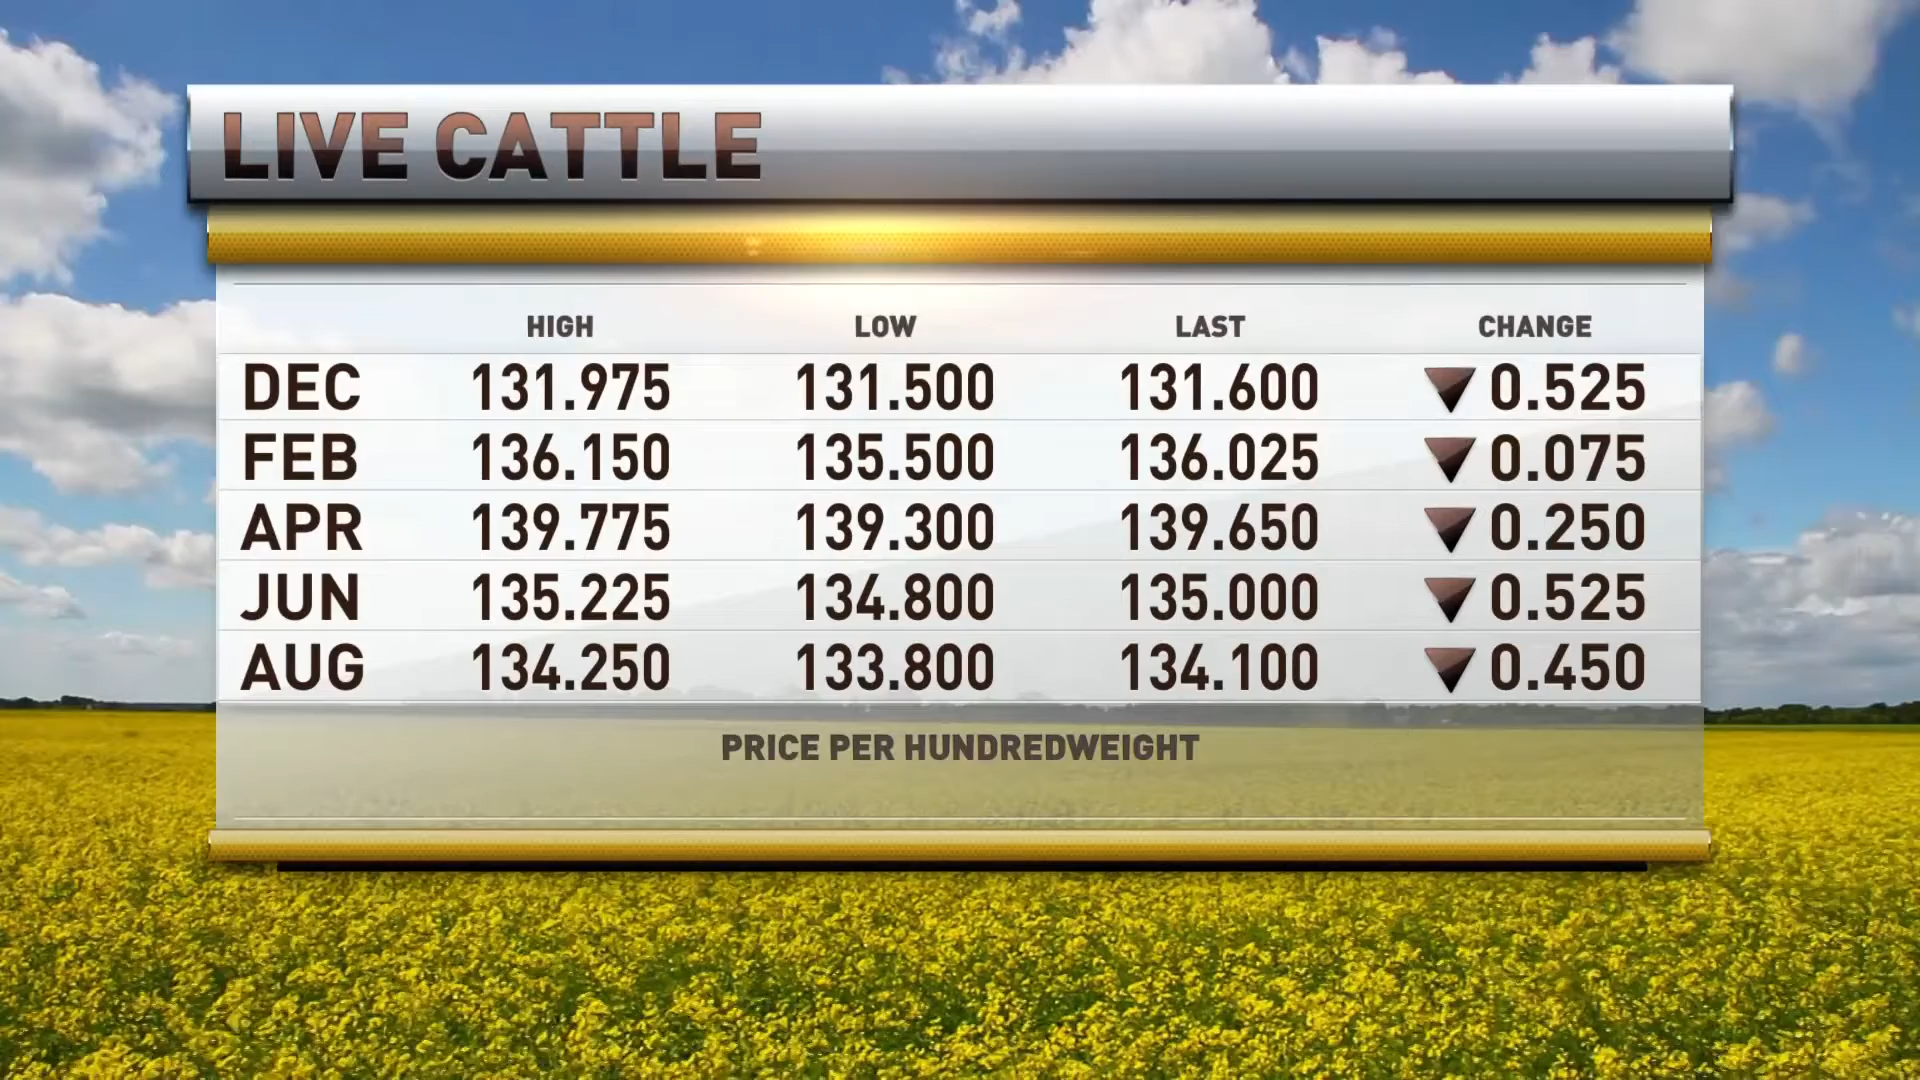 LIVE CATTLE
HIGH LOW LAST CHANGE
DEC 131.975 131.500 131.600 ▼ 0.525
FEB 136.150 135.500 136.025 ▼ 0.075
APR 139.775 139.300 139.650 ▼ 0.250
JUN 135.225 134.800 135.000 ▼ 0.525
AUG 134.250 133.800 134.100 ▼ 0.450
PRICE PER HUNDREDWEIGHT